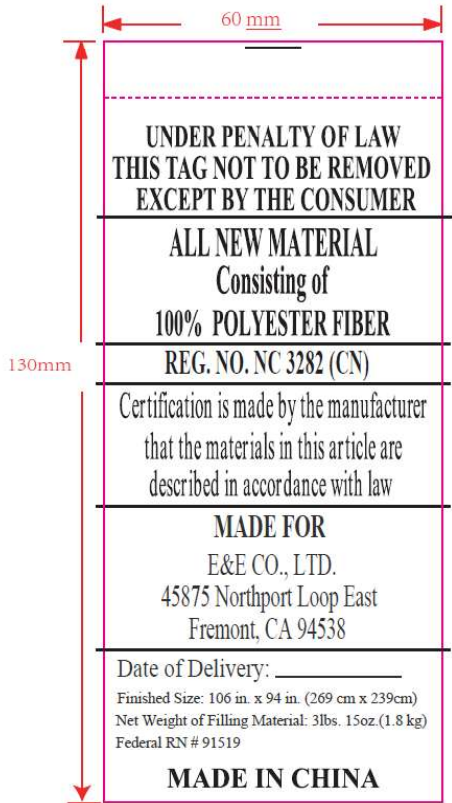 60 mm
UNDER PENALTY OF LAW
THIS TAG NOT TO BE REMOVED
EXCEPT BY THE CONSUMER
ALL NEW MATERIAL
Consisting of
100% POLYESTER FIBER
130mm
REG. NO. NC 3282 (CN)
Certification is made by the manufacturer
that the materials in this article are
described in accordance with law
MADE FOR
E&E CO., LTD.
45875 Northport Loop East
Fremont, CA 94538
Date of Delivery: ____________
Finished Size: 106 in. x 94 in. (269 cm x 239cm)
Net Weight of Filling Material: 3lbs. 15oz.(1.8 kg)
Federal RN # 91519
MADE IN CHINA